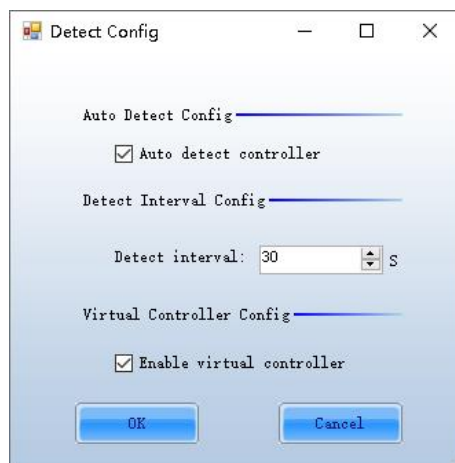 Detect Config
Auto Detect Config
Auto detect controller
Detect Interval Config
Detect interval: 30 S
Virtual Controller Config
Enable virtual controller
OK Cancel